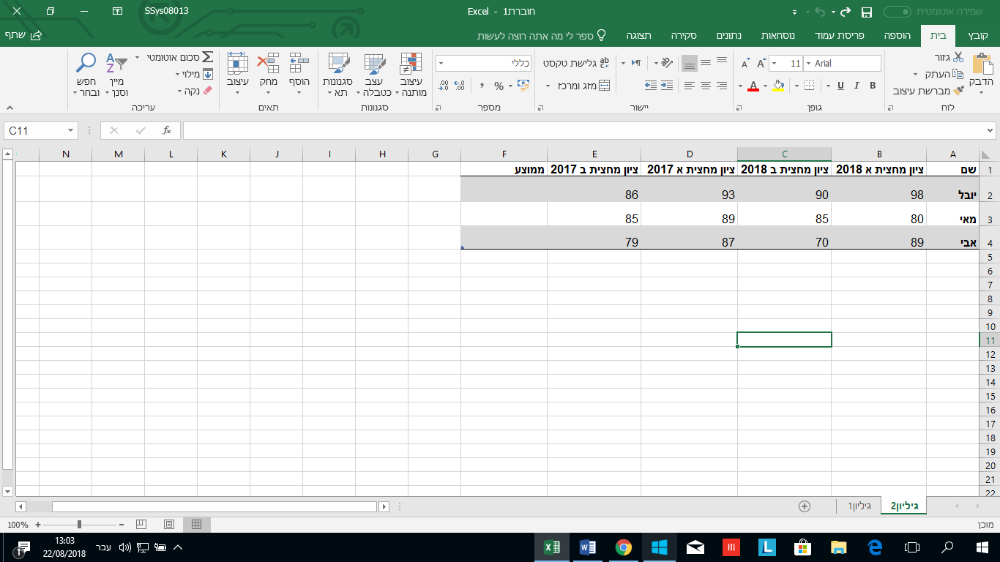 שמירה אוטומטית
חוברת1 - Excel
SSys08013
קובץ בית הוספה פריסת עמוד נוסחאות נתונים סקירה תצוגה ספר לי מה אתה רוצה לעשות שתף
הדבק גזור העתק מברשת עיצוב
לוח
Arial 11
B I U
גופן
גלישת טקסט
מזג ומרכז
יישור
כללי
%
מספר
עיצוב מותנה
עצב כטבלה
סגנונות תא
סגנונות
הוסף מחק עיצוב
תאים
סכום אוטומטי
מילוי
נקה
מיין וסנן
חפש ובחר
עריכה
C11
fx
A B C D E F G H I J K L M N
1 שם ציון מחצית א 2018 ציון מחצית ב 2018 ציון מחצית א 2017 ציון מחצית ב 2017 ממוצע
2 יובל 98 90 93 86
3 מאי 80 85 89 85
4 אבי 89 70 87 79
5
6
7
8
9
10
11
12
13
14
15
16
17
18
19
20
21
22
גיליון2 גיליון1
מוכן
100%
עבר
13:03
22/08/2018
1